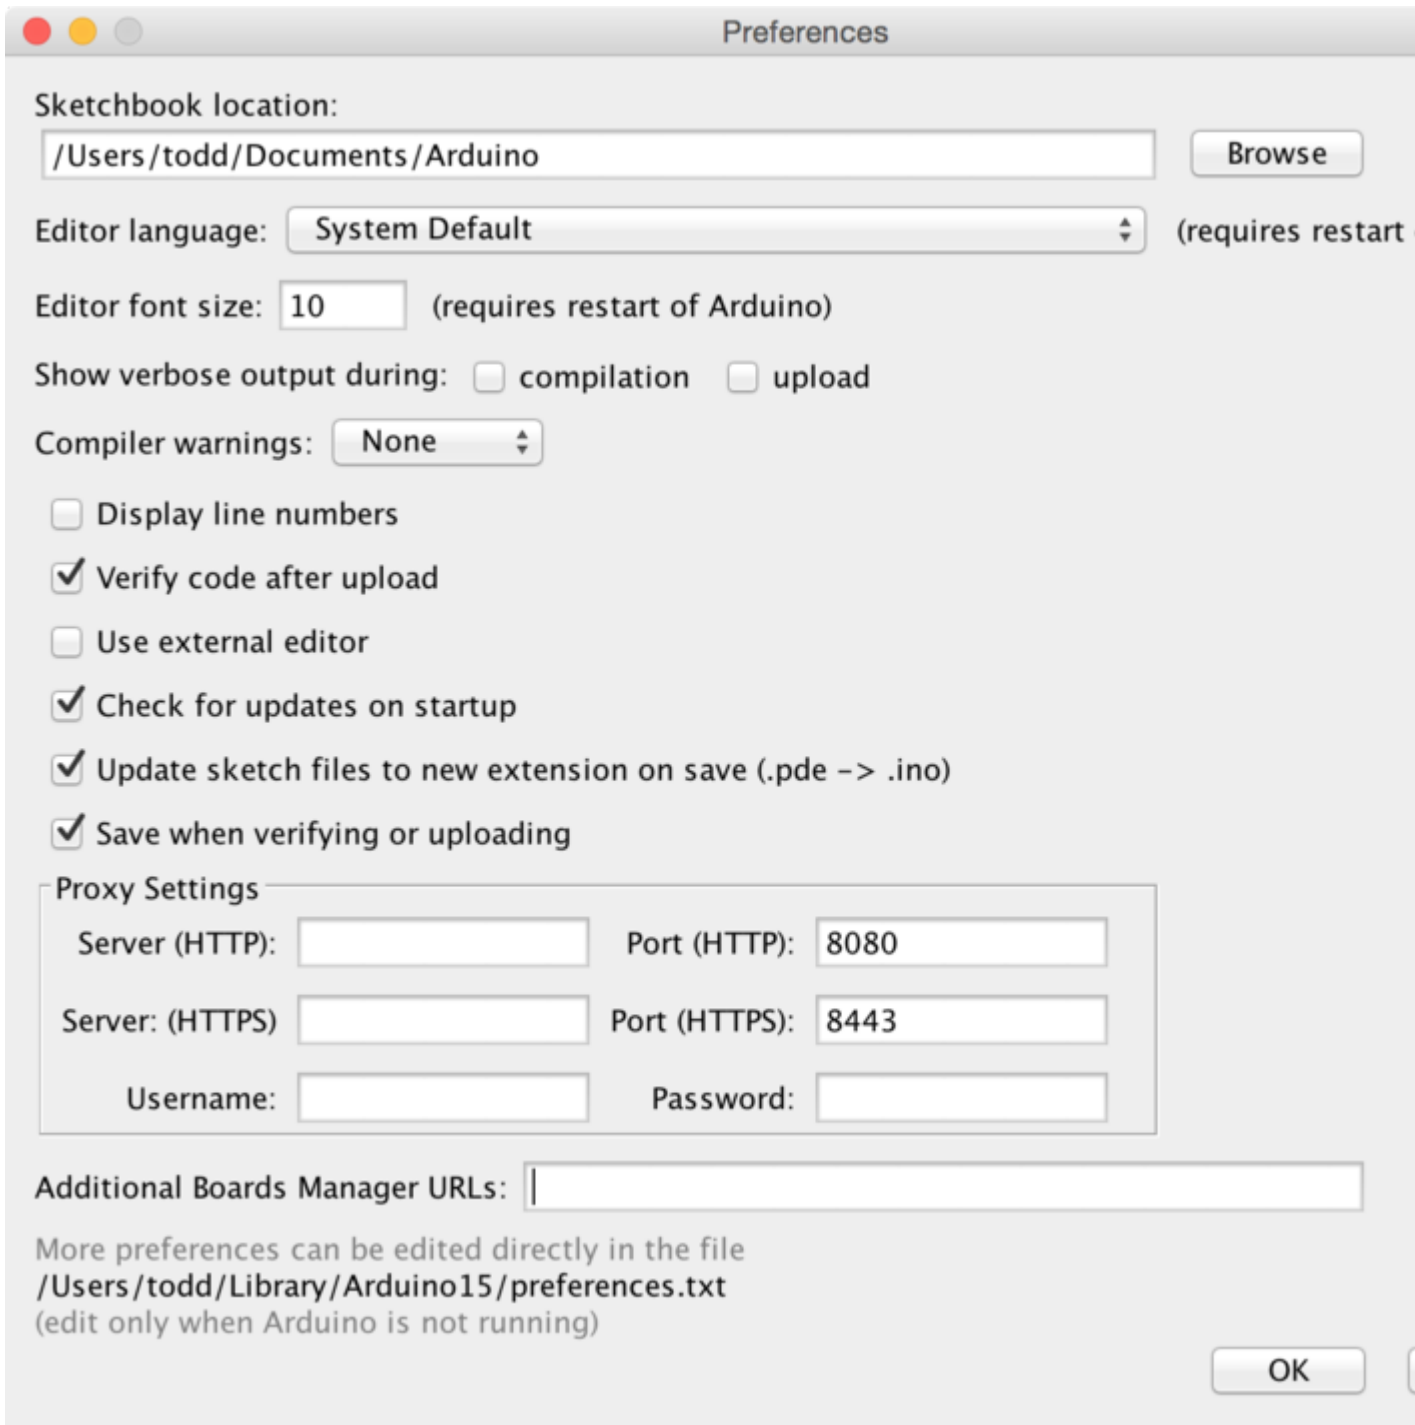 Preferences
Sketchbook location:
/Users/todd/Documents/Arduino Browse
Editor language: System Default (requires restart
Editor font size: 10 (requires restart of Arduino)
Show verbose output during: compilation upload
Compiler warnings: None
Display line numbers
Verify code after upload
Use external editor
Check for updates on startup
Update sketch files to new extension on save (.pde -> .ino)
Save when verifying or uploading
Proxy Settings
Server (HTTP): Port (HTTP): 8080
Server: (HTTPS) Port (HTTPS): 8443
Username: Password:
Additional Boards Manager URLs:
More preferences can be edited directly in the file
/Users/todd/Library/Arduino15/preferences.txt
(edit only when Arduino is not running)
OK